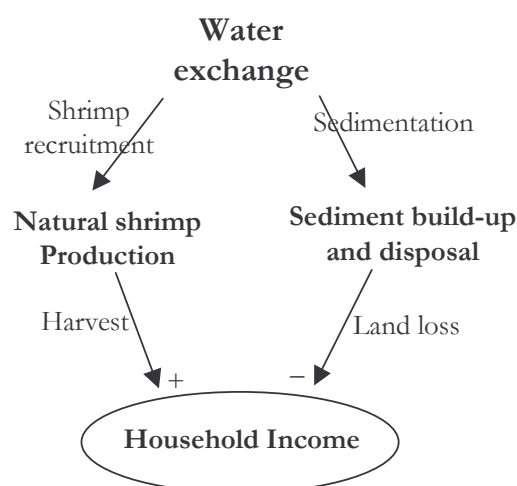 Water
exchange
Shrimp
recruitment
Sedimentation
Natural shrimp
Production
Sediment build-up
and disposal
Harvest
Land loss
+
−
Household Income